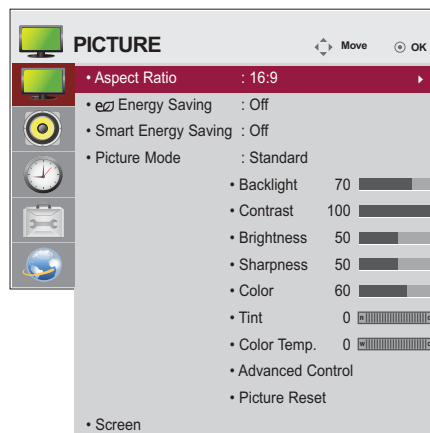 PICTURE Move OK
• Aspect Ratio : 16:9
• Energy Saving : Off
• Smart Energy Saving : Off
• Picture Mode : Standard
• Backlight 70
• Contrast 100
• Brightness 50
• Sharpness 50
• Color 60
• Tint 0 R G
• Color Temp. 0 W C
• Advanced Control
• Picture Reset
• Screen